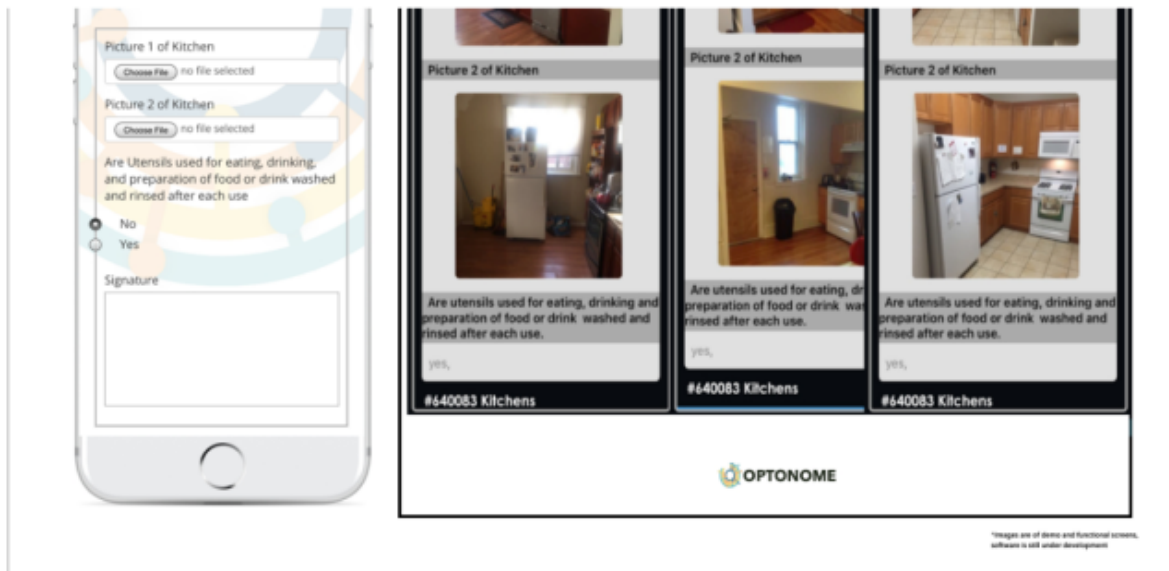 Picture 1 of Kitchen
Choose File no file selected
Picture 2 of Kitchen
Choose File no file selected
Are Utensils used for eating, drinking,
and preparation of food or drink washed
and rinsed after each use
No
Yes
Signature
Picture 2 of Kitchen
Are utensils used for eating, drinking and
preparation of food or drink washed and
rinsed after each use.
yes,
#640083 Kitchens
Picture 2 of Kitchen
Are utensils used for eating, dr
preparation of food or drink was
rinsed after each use.
yes,
#640083 Kitchens
Picture 2 of Kitchen
Are utensils used for eating, drinking and
preparation of food or drink washed and
rinsed after each use.
yes,
#640083 Kitchens
OPTONOME
*Images are of demo and functional screens,
software is still under development